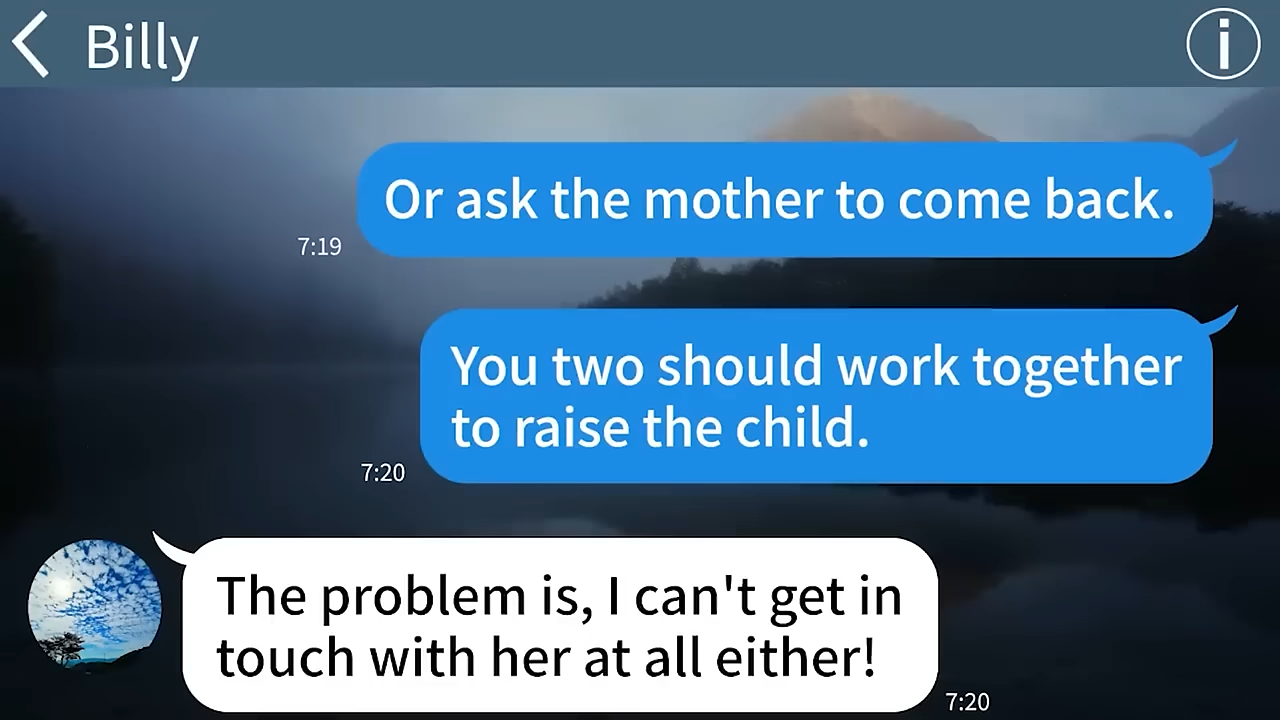 Billy
Or ask the mother to come back.
7:19
You two should work together
to raise the child.
7:20
The problem is, I can't get in
touch with her at all either!
7:20